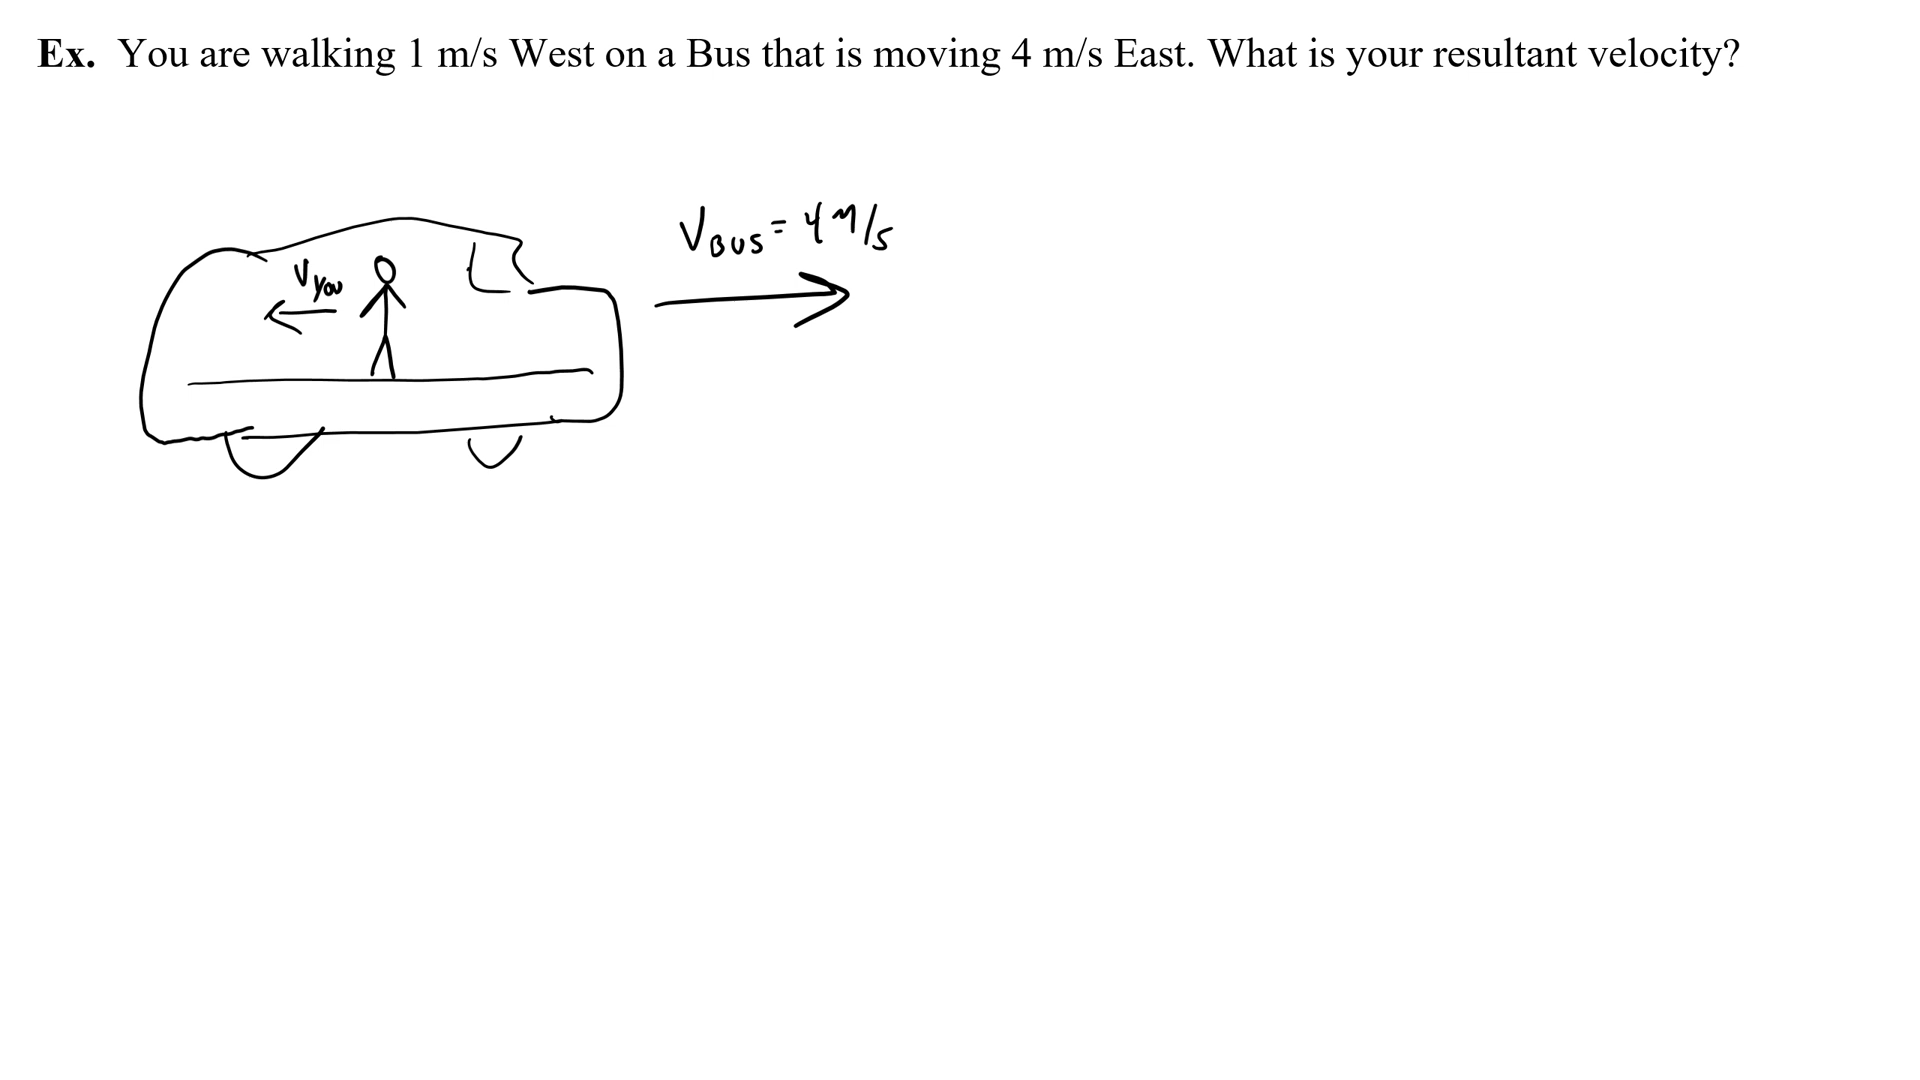 Ex. You are walking 1 m/s West on a Bus that is moving 4 m/s East. What is your resultant velocity?
VBUS = 4 m/s
Vyou